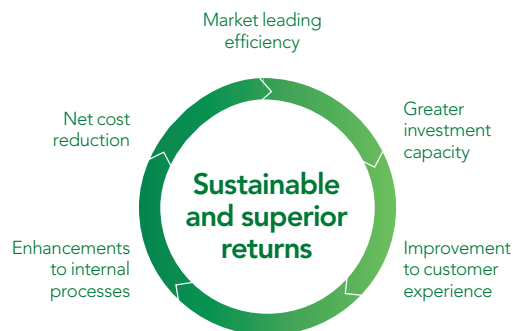 Market leading
efficiency
Greater
investment
capacity
Improvement
to customer
experience
Enhancements
to internal
processes
Net cost
reduction
Sustainable
and superior
returns